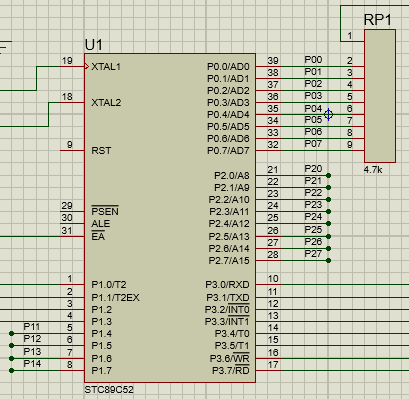 RP1
1
U1
19 XTAL1 P0.0/AD0 39 P00 2
P0.1/AD1 38 P01 3
P0.2/AD2 37 P02 4
18 XTAL2 P0.3/AD3 36 P03 5
P0.4/AD4 35 P04 6
P0.5/AD5 34 P05 7
P0.6/AD6 33 P06 8
9 RST P0.7/AD7 32 P07 9
4.7k
P2.0/A8 21 P20
P2.1/A9 22 P21
P2.2/A10 23 P22
29 PSEN P2.3/A11 24 P23
30 ALE P2.4/A12 25 P24
31 EA P2.5/A13 26 P25
P2.6/A14 27 P26
P2.7/A15 28 P27
1 P1.0/T2 P3.0/RXD 10
2 P1.1/T2EX P3.1/TXD 11
3 P1.2 P3.2/INT0 12
4 P1.3 P3.3/INT1 13
P11 5 P1.4 P3.4/T0 14
P12 6 P1.5 P3.5/T1 15
P13 7 P1.6 P3.6/WR 16
P14 8 P1.7 P3.7/RD 17
STC89C52